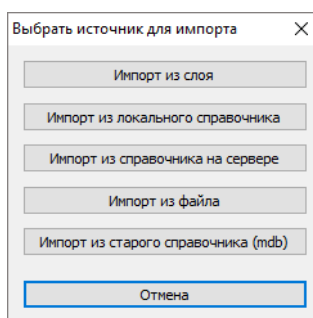 Выбрать источник для импорта
Импорт из слоя
Импорт из локального справочника
Импорт из справочника на сервере
Импорт из файла
Импорт из старого справочника (mdb)
Отмена